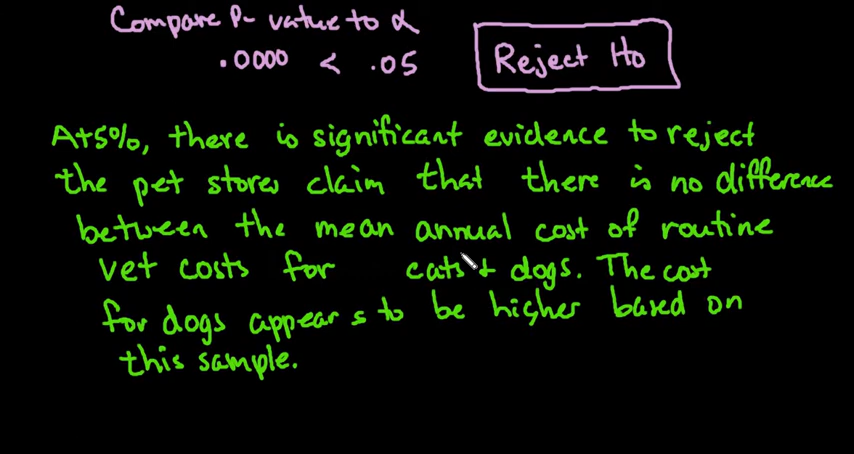 Compare P- value to α
.0000 < .05
Reject Ho
At 5%, there is significant evidence to reject
the pet stores claim that there is no difference
between the mean annual cost of routine
vet costs for cats + dogs. The cost
for dogs appears to be higher based on
this sample.